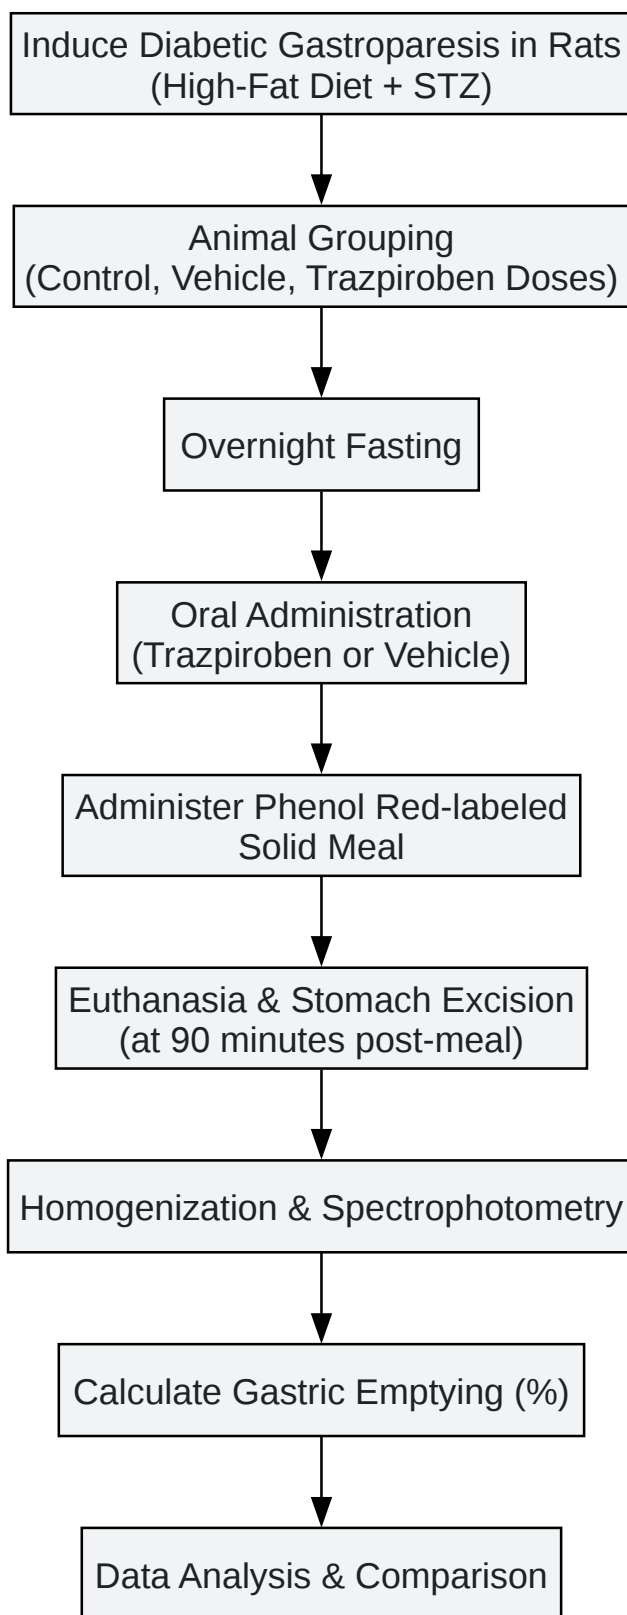 Induce Diabetic Gastroparesis in Rats
(High-Fat Diet + STZ)
Animal Grouping
(Control, Vehicle, Trazpiroben Doses)
Overnight Fasting
Oral Administration
(Trazpiroben or Vehicle)
Administer Phenol Red-labeled
Solid Meal
Euthanasia & Stomach Excision
(at 90 minutes post-meal)
Homogenization & Spectrophotometry
Calculate Gastric Emptying (%)
Data Analysis & Comparison